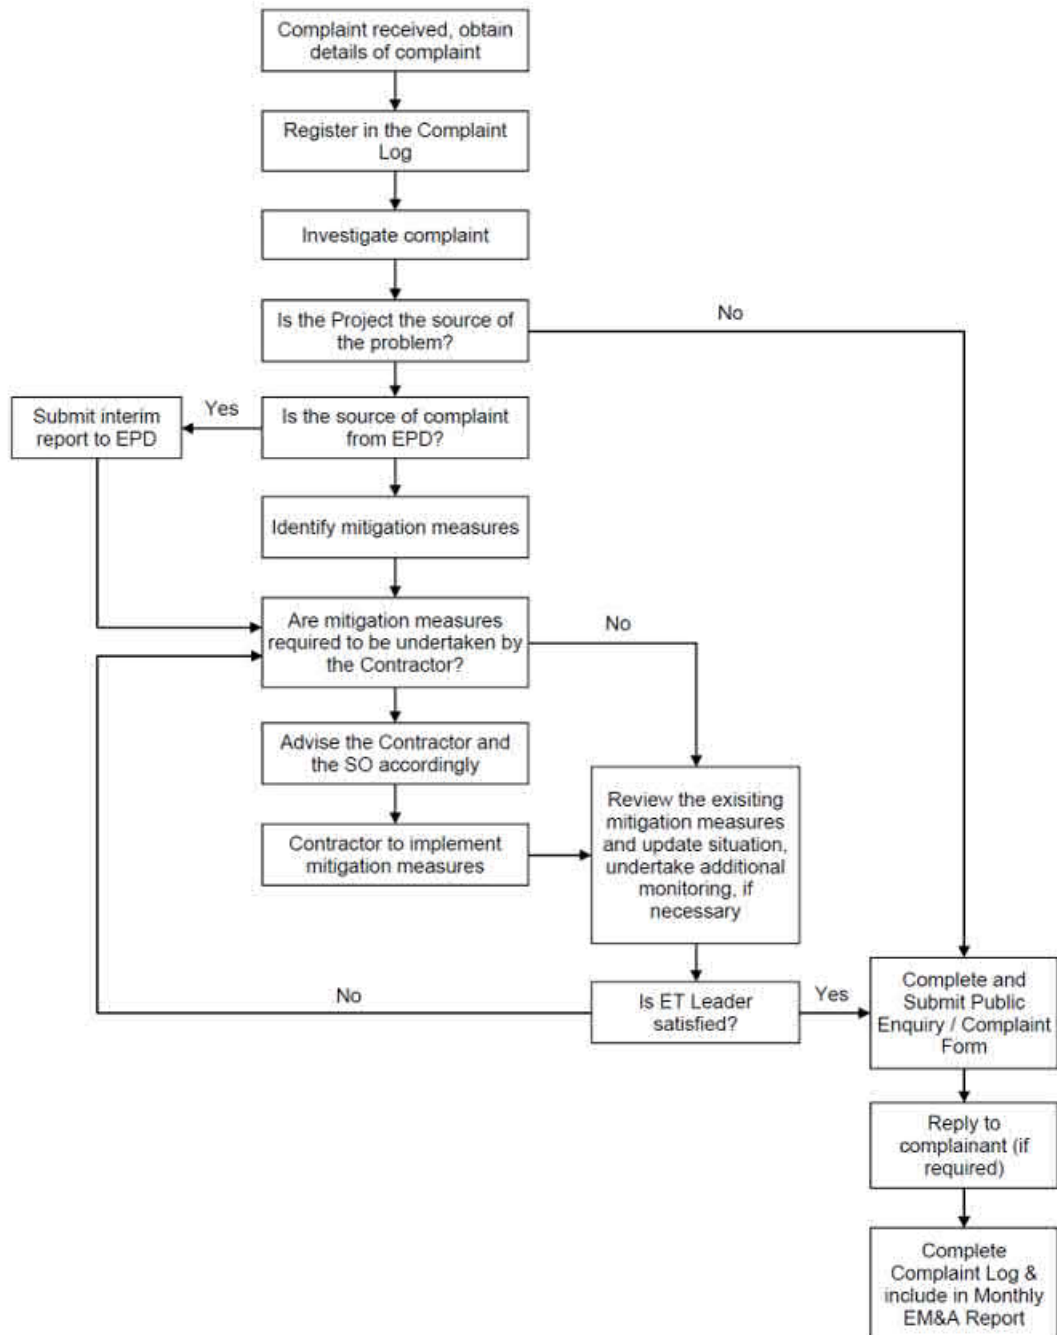 Complaint received, obtain
details of complaint
Register in the Complaint
Log
Investigate complaint
Is the Project the source of
the problem?
No
Submit interim
report to EPD
Yes
Is the source of complaint
from EPD?
Identify mitigation measures
Are mitigation measures
required to be undertaken by
the Contractor?
No
Advise the Contractor and
the SO accordingly
Contractor to implement
mitigation measures
Review the exisiting
mitigation measures
and update situation,
undertake additional
monitoring, if
necessary
No
Is ET Leader
satisfied?
Yes
Complete and
Submit Public
Enquiry / Complaint
Form
Reply to
complainant (if
required)
Complete
Complaint Log &
include in Monthly
EM&A Report